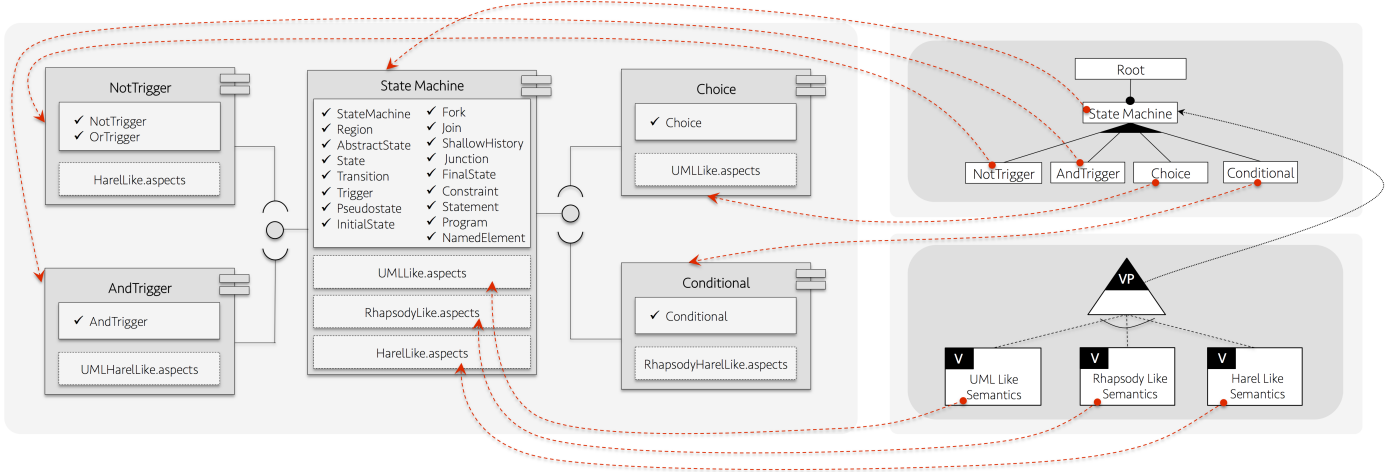 NotTrigger
✓ NotTrigger
✓ OrTrigger
HarelLike.aspects
AndTrigger
✓ AndTrigger
UMLHarelLike.aspects
State Machine
✓ StateMachine
✓ Region
✓ AbstractState
✓ State
✓ Transition
✓ Trigger
✓ Pseudostate
✓ InitialState
✓ Fork
✓ Join
✓ ShallowHistory
✓ Junction
✓ FinalState
✓ Constraint
✓ Statement
✓ Program
✓ NamedElement
UMLLike.aspects
RhapsodyLike.aspects
HarelLike.aspects
Choice
✓ Choice
UMLLike.aspects
Conditional
✓ Conditional
RhapsodyHarelLike.aspects
Root
State Machine
NotTrigger
AndTrigger
Choice
Conditional
VP
V
UML Like
Semantics
V
Rhapsody Like
Semantics
V
Harel Like
Semantics